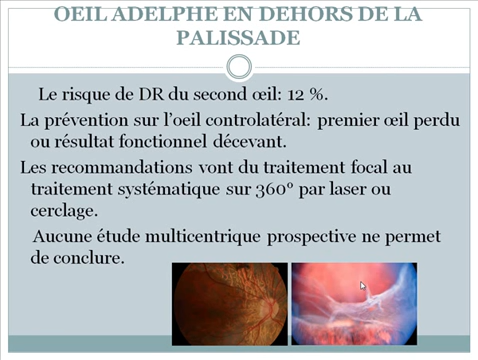 OEIL ADELPHE EN DEHORS DE LA
PALISSADE
Le risque de DR du second œil: 12 %.
La prévention sur l'oeil controlatéral: premier œil perdu
ou résultat fonctionnel décevant.
Les recommandations vont du traitement focal au
traitement systématique sur 360° par laser ou
cerclage.
Aucune étude multicentrique prospective ne permet
de conclure.